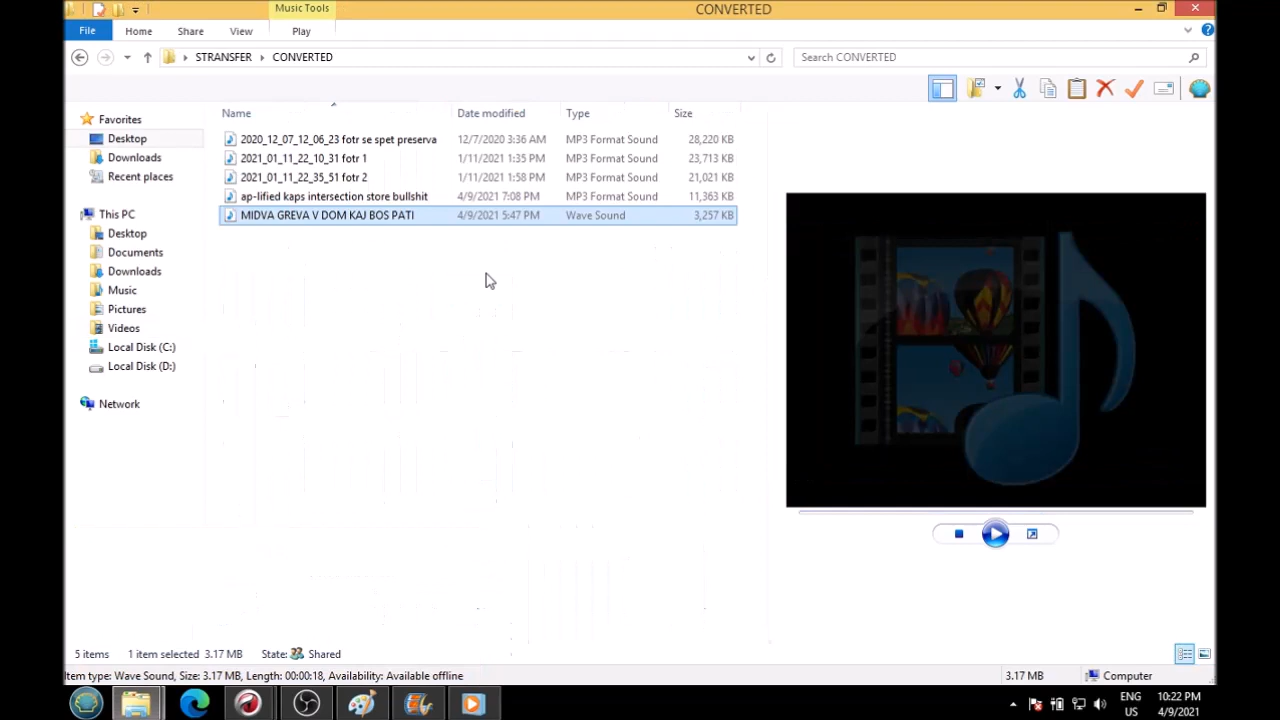 Music Tools
CONVERTED
File Home Share View Play
STRANSFER CONVERTED
Search CONVERTED
Favorites
Desktop
Downloads
Recent places
This PC
Desktop
Documents
Downloads
Music
Pictures
Videos
Local Disk (C:)
Local Disk (D:)
Network
Name Date modified Type Size
2020_12_07_12_06_23 fotr se spet preserva 12/7/2020 3:36 AM MP3 Format Sound 28,220 KB
2021_01_11_22_10_31 fotr 1 1/11/2021 1:35 PM MP3 Format Sound 23,713 KB
2021_01_11_22_35_51 fotr 2 1/11/2021 1:58 PM MP3 Format Sound 21,021 KB
ap-lified kaps intersection store bullshit 4/9/2021 7:08 PM MP3 Format Sound 11,363 KB
MIDVA GREVA V DOM KAJ BOS PATI 4/9/2021 5:47 PM Wave Sound 3,257 KB
5 items 1 item selected 3.17 MB State: Shared
Item type: Wave Sound, Size: 3.17 MB, Length: 00:00:18, Availability: Available offline 3.17 MB Computer
ENG 10:22 PM
US 4/9/2021